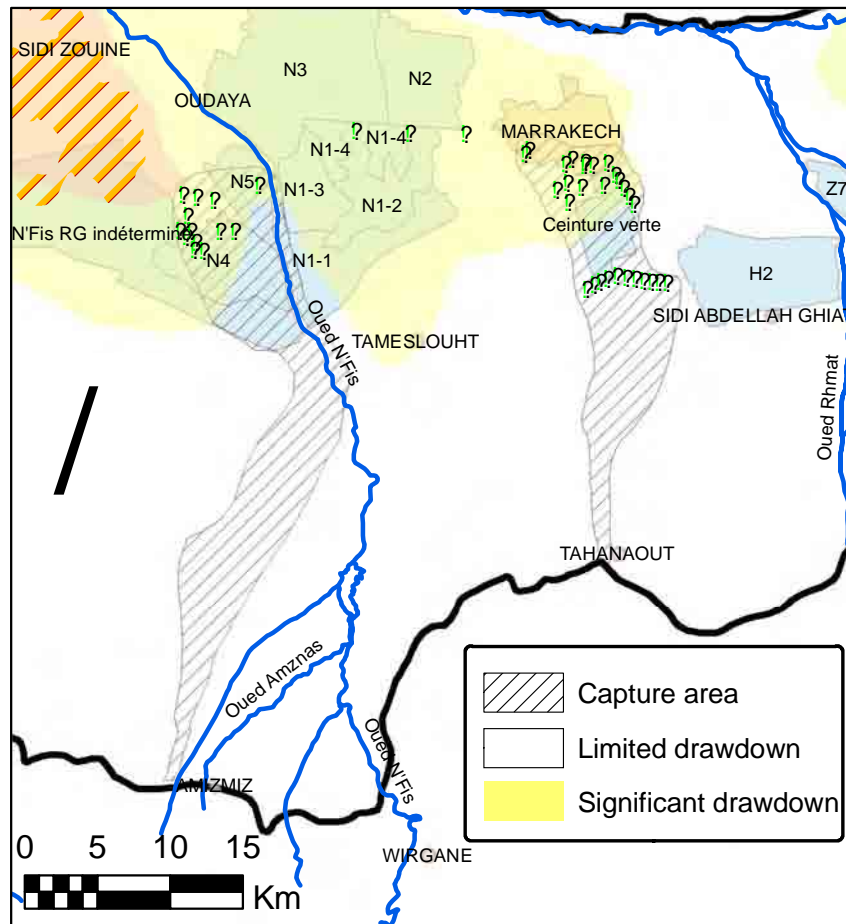 SIDI ZOUINE
N3
N2
OUDAYA
MARRAKECH
N1-4
N1-4
N5
N1-3
N1-2
Z7
N'Fis RG indéterminé
Ceinture verte
N4
N1-1
H2
SIDI ABDELLAH GHIA
Oued N'Fis
TAMESLOUHT
Oued Rhmat
TAHANAOUT
Oued Amznas
Capture area
Limited drawdown
Significant drawdown
Oued N'Fis
AMIZMIZ
WIRGANE
0 5 10 15
Km